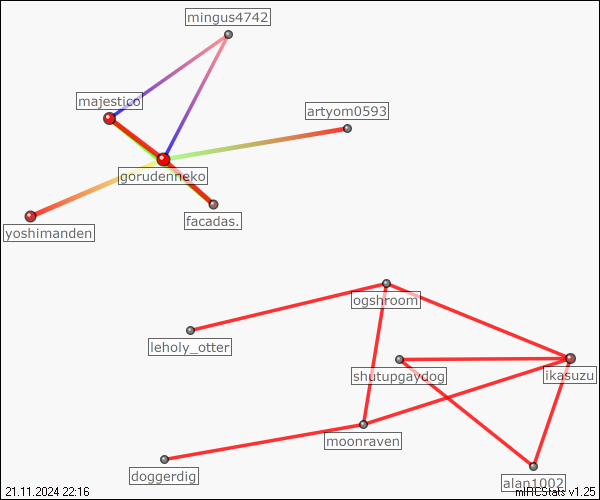 mingus4742
majestico
artyom0593
gorudenneko
facadas.
yoshimanden
ogshroom
leholy_otter
shutupgaydog
ikasuzu
moonraven
doggerdig
alan1002
21.11.2024 22:16
mIRCStats v1.25